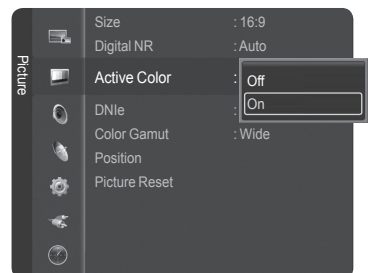 Picture
Size : 16:9
Digital NR : Auto
Active Color :
Off
On
DNIe :
Color Gamut : Wide
Position
Picture Reset